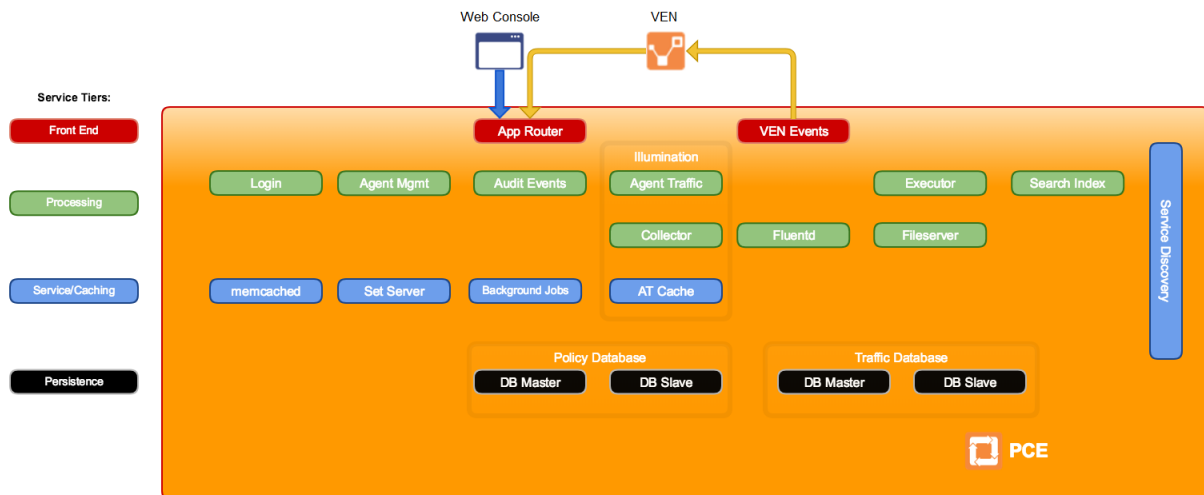 Web Console
VEN
Service Tiers:
Front End
App Router
VEN Events
Illumination
Processing
Login
Agent Mgmt
Audit Events
Agent Traffic
Executor
Search Index
Collector
Fluentd
Fileserver
Service Discovery
Service/Caching
memcached
Set Server
Background Jobs
AT Cache
Policy Database
Traffic Database
Persistence
DB Master
DB Slave
DB Master
DB Slave
PCE